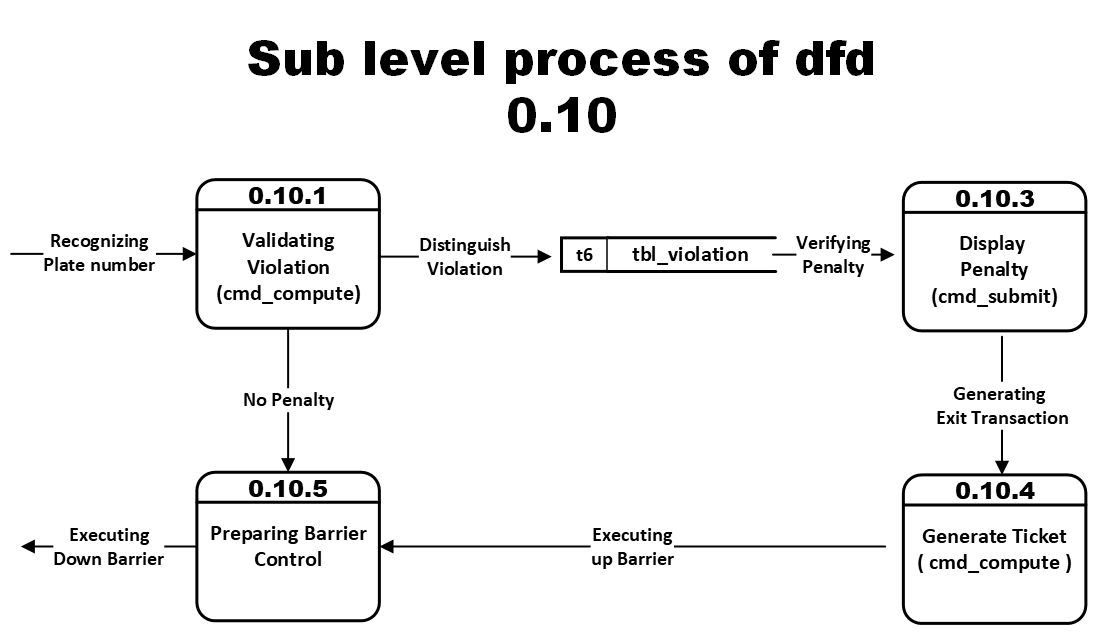 Sub level process of dfd
0.10
0.10.1
Validating
Violation
(cmd_compute)
Recognizing
Plate number
Distinguish
Violation
t6 tbl_violation
Verifying
Penalty
0.10.3
Display
Penalty
(cmd_submit)
No Penalty
Generating
Exit Transaction
0.10.5
Preparing Barrier
Control
Executing
Down Barrier
Executing
up Barrier
0.10.4
Generate Ticket
( cmd_compute )